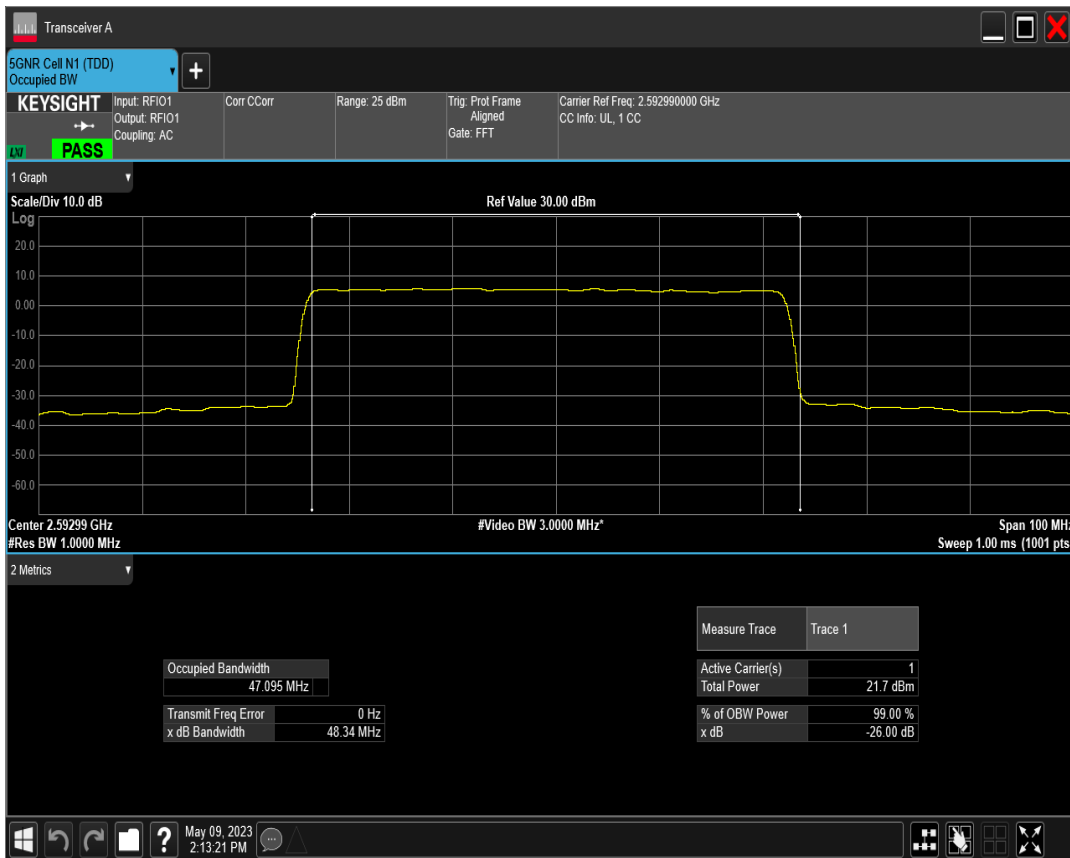 Transceiver A
5GNR Cell N1 (TDD)
Occupied BW
+
KEYSIGHT
LXI
PASS
Input: RFIO1
Output: RFIO1
Coupling: AC
Corr CCorr
Range: 25 dBm
Trig: Prot Frame
Aligned
Gate: FFT
Carrier Ref Freq: 2.592990000 GHz
CC Info: UL, 1 CC
1 Graph
Scale/Div 10.0 dB
Ref Value 30.00 dBm
Log
20.0
10.0
0.00
-10.0
-20.0
-30.0
-40.0
-50.0
-60.0
Center 2.59299 GHz
#Video BW 3.0000 MHz*
Span 100 MHz
#Res BW 1.0000 MHz
Sweep 1.00 ms (1001 pts
2 Metrics
Measure Trace Trace 1
Occupied Bandwidth
47.095 MHz
Active Carrier(s) 1
Total Power 21.7 dBm
Transmit Freq Error 0 Hz
x dB Bandwidth 48.34 MHz
% of OBW Power 99.00 %
x dB -26.00 dB
?
May 09, 2023
2:13:21 PM